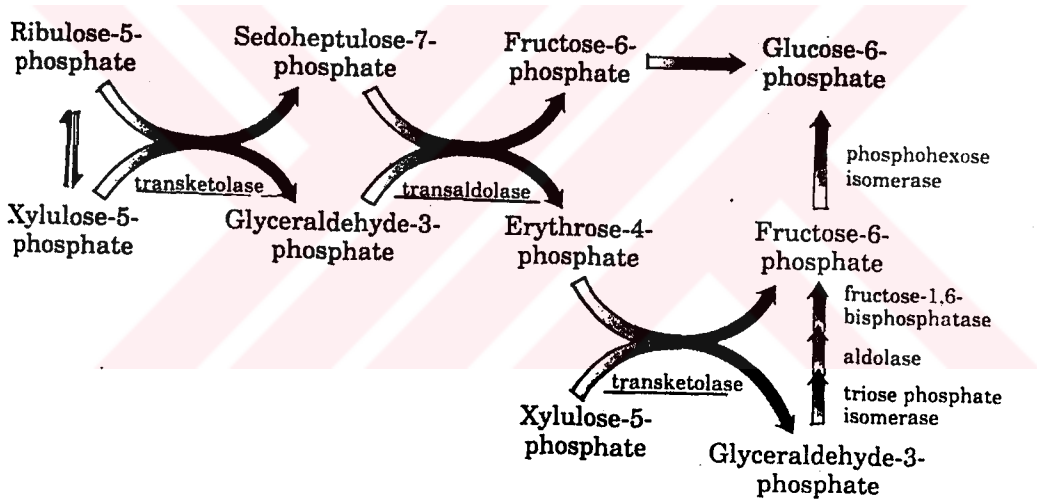 Ribulose-5-
phosphate
Sedoheptulose-7-
phosphate
Fructose-6-
phosphate
Glucose-6-
phosphate
transketolase
transaldolase
phosphohexose
isomerase
Xylulose-5-
phosphate
Glyceraldehyde-3-
phosphate
Erythrose-4-
phosphate
Fructose-6-
phosphate
fructose-1,6-
bisphosphatase
aldolase
triose phosphate
isomerase
transketolase
Xylulose-5-
phosphate
Glyceraldehyde-3-
phosphate